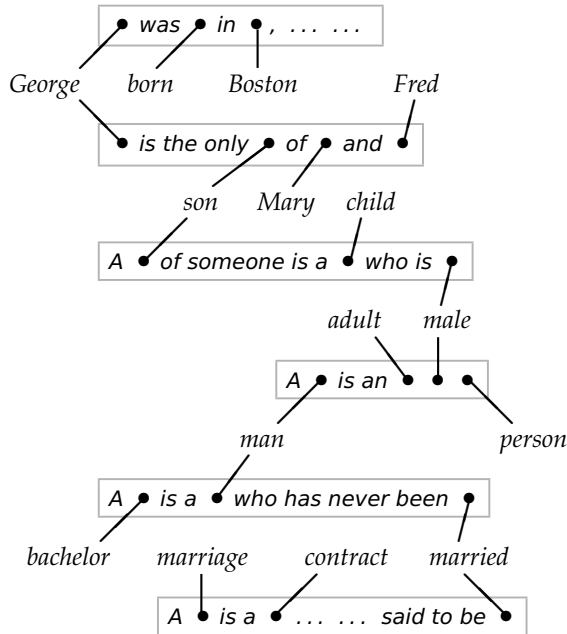 • was • in •, ... ...
George born Boston Fred
• is the only • of • and •
son Mary child
A • of someone is a • who is •
adult male
A • is an • • •
man person
A • is a • who has never been •
bachelor marriage contract married
A • is a • ... ... said to be •